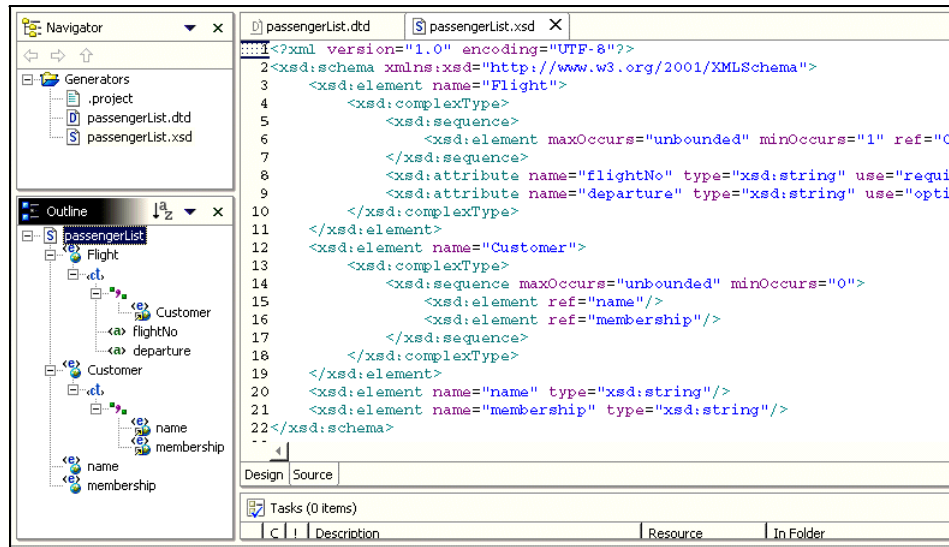 Navigator
Generators
.project
passengerList.dtd
passengerList.xsd
Outline
passengerList
Flight
Customer
flightNo
departure
Customer
name
membership
name
membership
passengerList.dtd
passengerList.xsd
1<?xml version="1.0" encoding="UTF-8"?>
2<xsd:schema xmlns:xsd="http://www.w3.org/2001/XMLSchema">
3 <xsd:element name="Flight">
4 <xsd:complexType>
5 <xsd:sequence>
6 <xsd:element maxOccurs="unbounded" minOccurs="1" ref="C
7 </xsd:sequence>
8 <xsd:attribute name="flightNo" type="xsd:string" use="requi
9 <xsd:attribute name="departure" type="xsd:string" use="opti
10 </xsd:complexType>
11 </xsd:element>
12 <xsd:element name="Customer">
13 <xsd:complexType>
14 <xsd:sequence maxOccurs="unbounded" minOccurs="0">
15 <xsd:element ref="name"/>
16 <xsd:element ref="membership"/>
17 </xsd:sequence>
18 </xsd:complexType>
19 </xsd:element>
20 <xsd:element name="name" type="xsd:string"/>
21 <xsd:element name="membership" type="xsd:string"/>
22</xsd:schema>
Design Source
Tasks (0 items)
C ! Description Resource In Folder